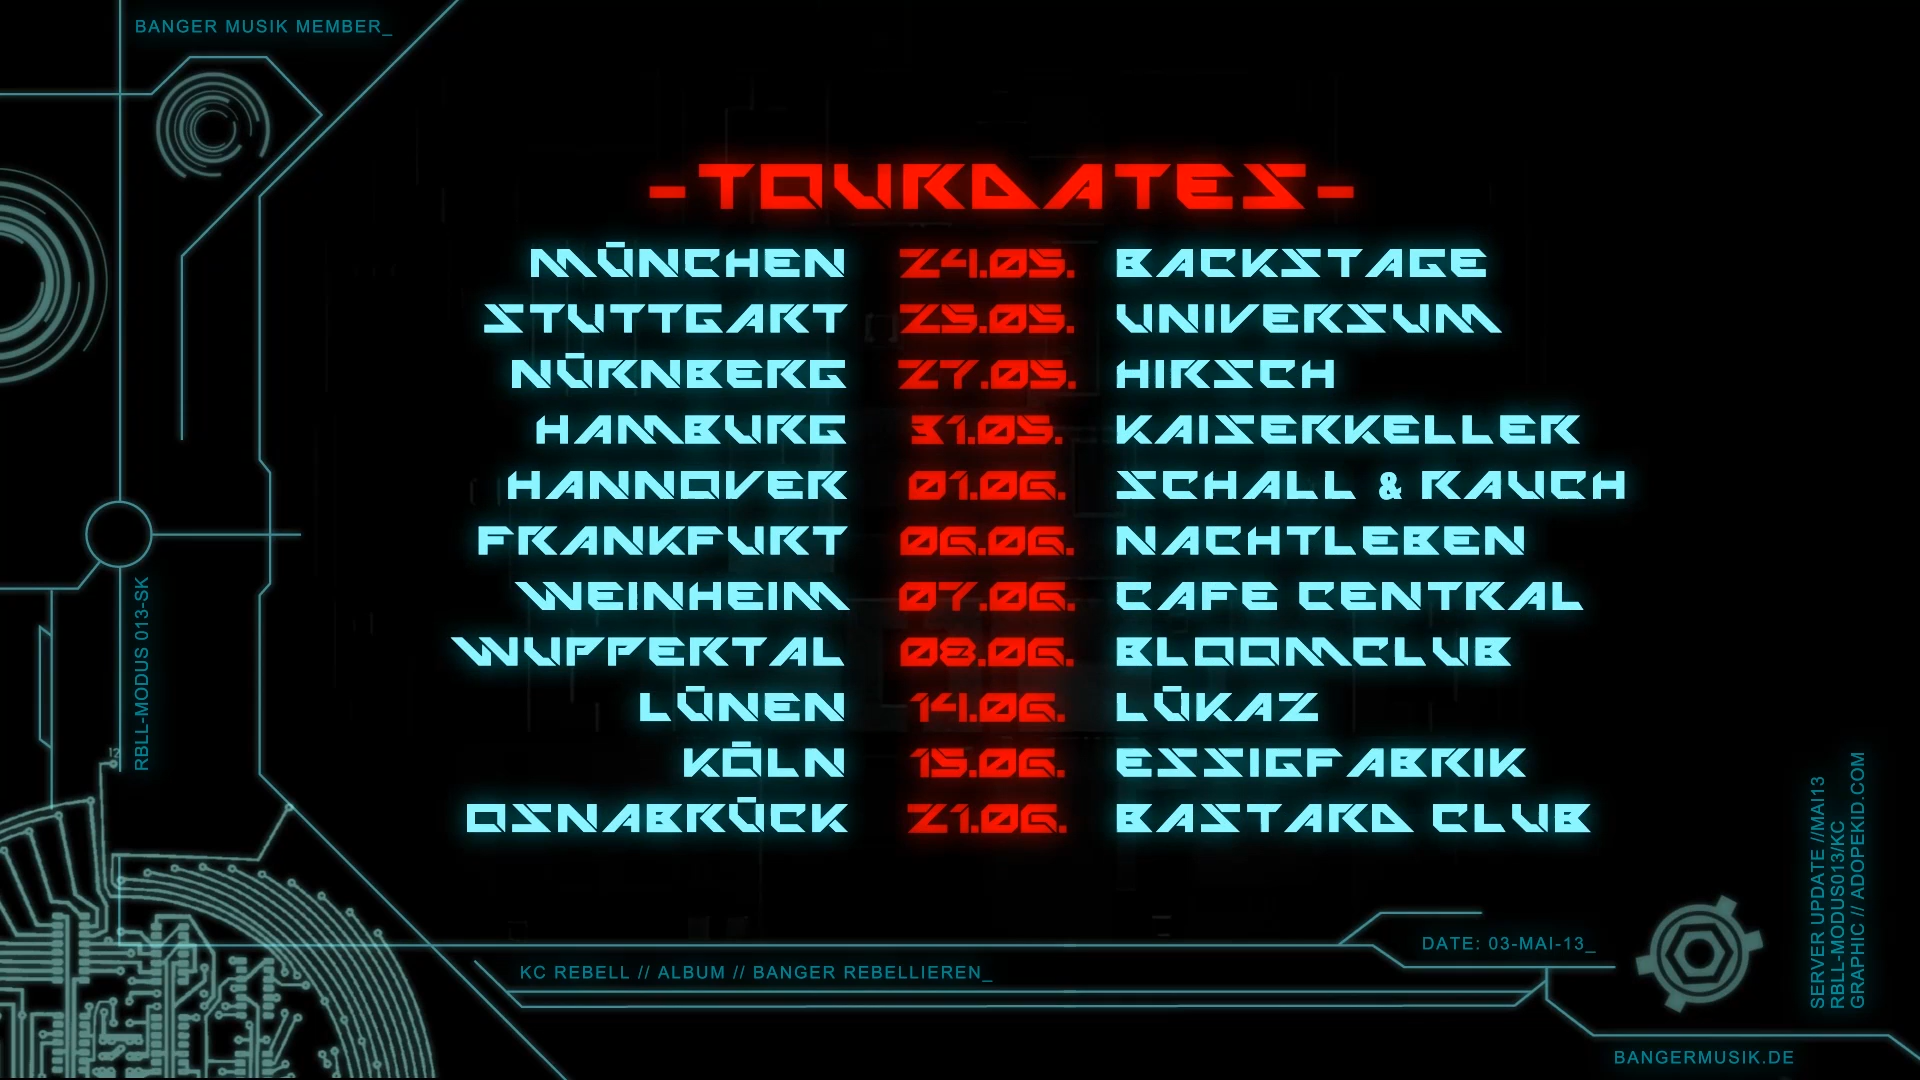 BANGER MUSIK MEMBER_
-TOURDATES-
MÜNCHEN 24.05. BACKSTAGE
STUTTGART 25.05. UNIVERSUM
NÜRNBERG 27.05. HIRSCH
HAMBURG 31.05. KAISERKELLER
HANNOVER 01.06. SCHALL & RAUCH
FRANKFURT 06.06. NACHTLEBEN
WEINHEIM 07.06. CAFE CENTRAL
WUPPERTAL 08.06. BLOOMCLUB
LÜNEN 14.06. LÜKAZ
KÖLN 15.06. ESSIGFABRIK
OSNABRÜCK 21.06. BASTARD CLUB
RBLL-MODUS 013-SK
12
SERVER UPDATE //MAI13
RBLL-MODUS013/KC
GRAPHIC // ADOPEKID.COM
DATE: 03-MAI-13_
KC REBELL // ALBUM // BANGER REBELLIEREN_
BANGERMUSIK.DE